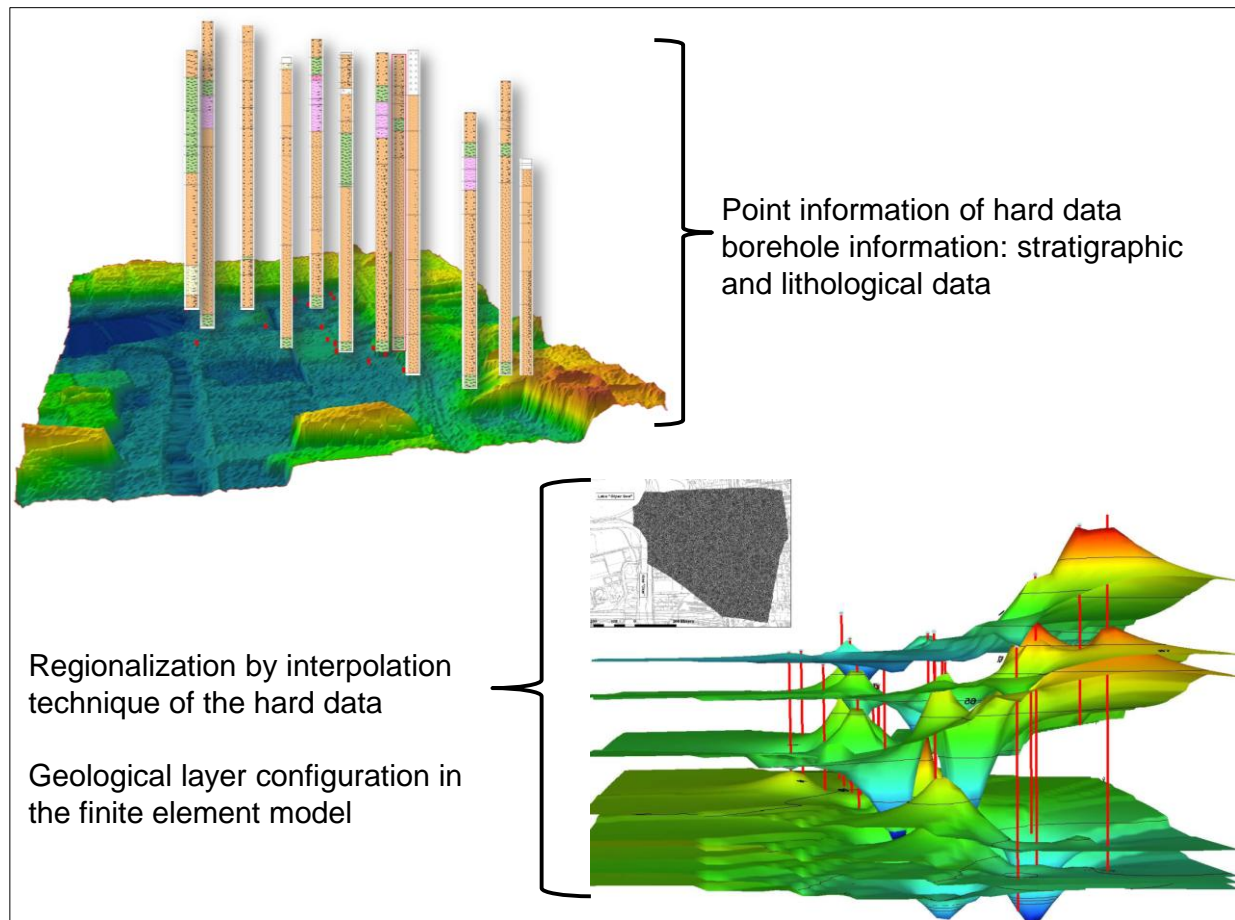 Point information of hard data
borehole information: stratigraphic
and lithological data
Regionalization by interpolation
technique of the hard data
Geological layer configuration in
the finite element model